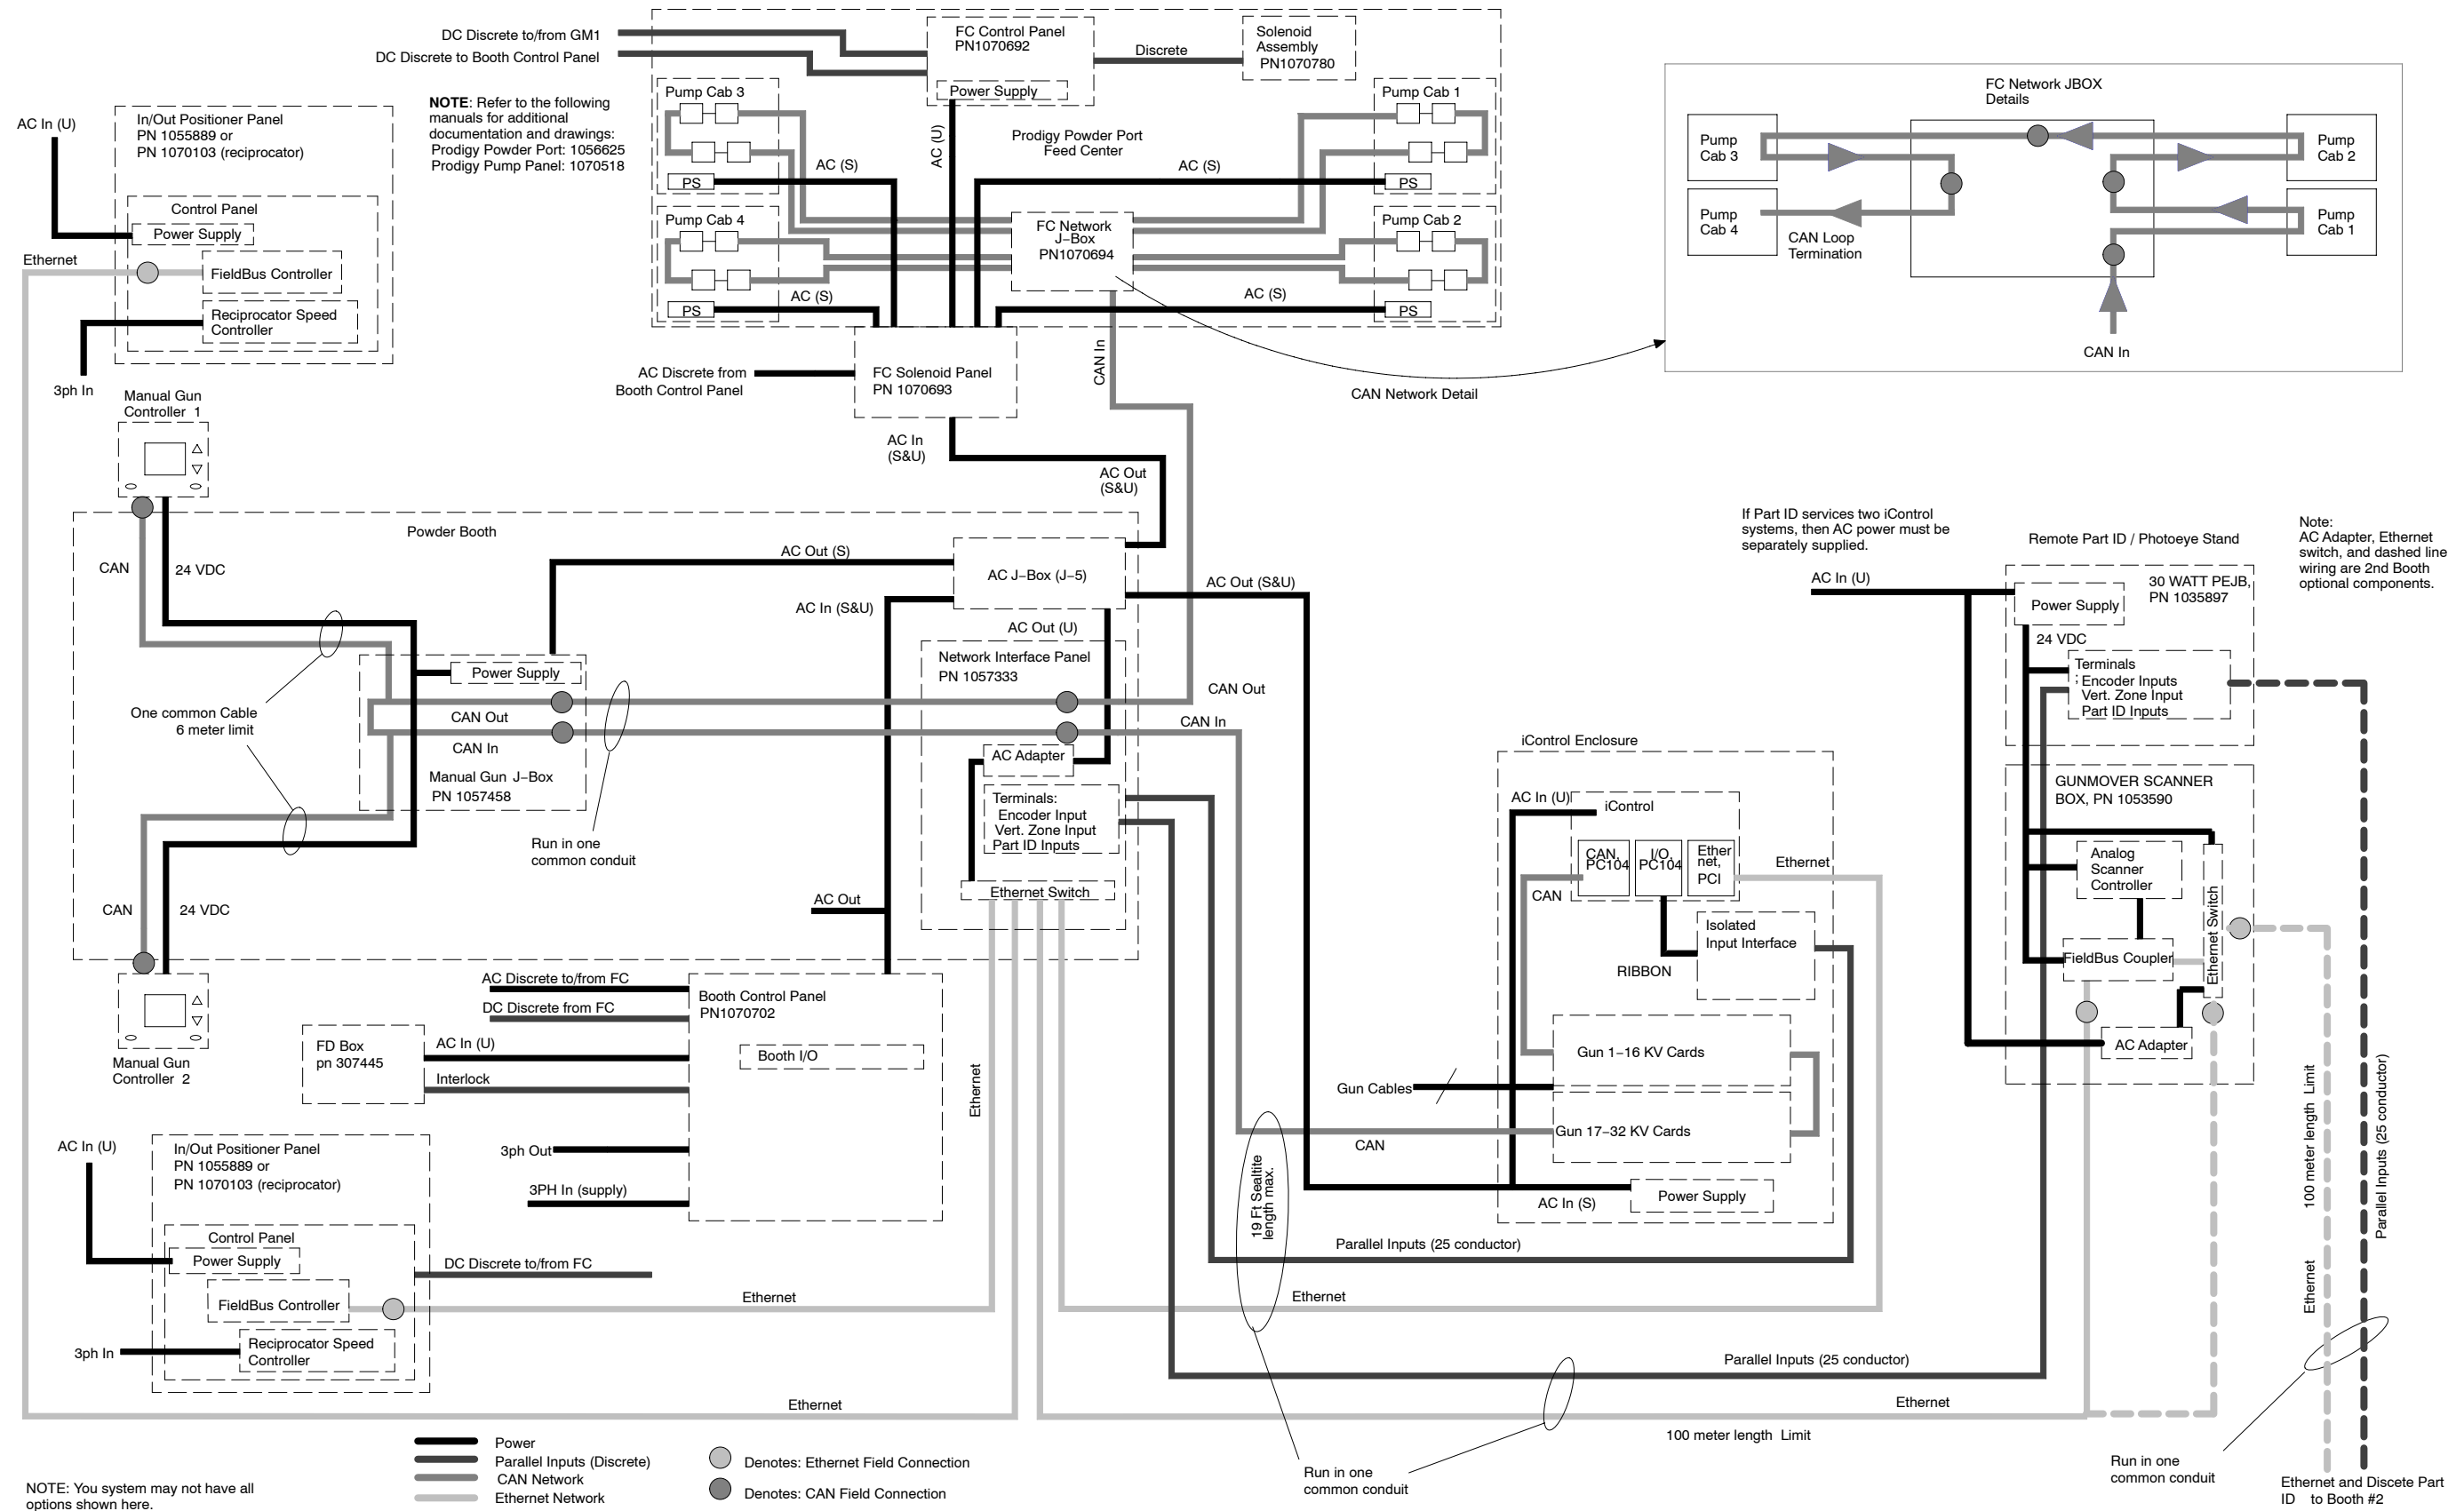 DC Discrete to/from GM1
DC Discrete to Booth Control Panel
FC Control Panel
PN1070692
Power Supply
Discrete
Solenoid
Assembly
PN1070780
NOTE: Refer to the following
manuals for additional
documentation and drawings:
Prodigy Powder Port: 1056625
Prodigy Pump Panel: 1070518
Pump Cab 3
PS
AC (S)
AC (U)
Prodigy Powder Port
Feed Center
AC (S)
Pump Cab 1
PS
Pump Cab 4
PS
AC (S)
FC Network
J-Box
PN1070694
AC (S)
Pump Cab 2
PS
FC Network JBOX
Details
Pump
Cab 3
Pump
Cab 2
Pump
Cab 4
Pump
Cab 1
CAN Loop
Termination
CAN In
CAN Network Detail
AC In (U)
In/Out Positioner Panel
PN 1055889 or
PN 1070103 (reciprocator)
Control Panel
Power Supply
Ethernet
FieldBus Controller
Reciprocator Speed
Controller
3ph In
AC Discrete from
Booth Control Panel
FC Solenoid Panel
PN 1070693
CAN In
AC In
(S&U)
AC Out
(S&U)
Manual Gun
Controller 1
Powder Booth
CAN
24 VDC
AC Out (S)
AC J-Box (J-5)
AC In (S&U)
AC Out (S&U)
AC Out (U)
Network Interface Panel
PN 1057333
Power Supply
One common Cable
6 meter limit
CAN Out
CAN In
CAN Out
CAN In
Manual Gun J-Box
PN 1057458
Run in one
common conduit
AC Adapter
Terminals:
Encoder Input
Vert. Zone Input
Part ID Inputs
Ethernet Switch
AC Out
CAN
24 VDC
Manual Gun
Controller 2
AC Discrete to/from FC
DC Discrete from FC
Booth Control Panel
PN1070702
Booth I/O
FD Box
pn 307445
AC In (U)
Interlock
3ph Out
3PH In (supply)
Ethernet
AC In (U)
In/Out Positioner Panel
PN 1055889 or
PN 1070103 (reciprocator)
Control Panel
Power Supply
DC Discrete to/from FC
FieldBus Controller
Ethernet
Reciprocator Speed
Controller
3ph In
Ethernet
iControl Enclosure
AC In (U)
iControl
CAN,
PC104
I/O,
PC104
Ether
net,
PCI
Ethernet
CAN
Isolated
Input Interface
RIBBON
Gun 1-16 KV Cards
Gun Cables
Gun 17-32 KV Cards
CAN
AC In (S)
Power Supply
19 Ft Sealtite
length max.
Parallel Inputs (25 conductor)
Ethernet
Parallel Inputs (25 conductor)
Ethernet
100 meter length Limit
Run in one
common conduit
If Part ID services two iControl
systems, then AC power must be
separately supplied.
Remote Part ID / Photoeye Stand
Note:
AC Adapter, Ethernet
switch, and dashed line
wiring are 2nd Booth
optional components.
AC In (U)
Power Supply
30 WATT PEJB,
PN 1035897
24 VDC
Terminals
: Encoder Inputs
Vert. Zone Input
Part ID Inputs
GUNMOVER SCANNER
BOX, PN 1053590
Analog
Scanner
Controller
Ethernet Switch
FieldBus Coupler
AC Adapter
100 meter length Limit
Ethernet
Parallel Inputs (25 conductor)
Run in one
common conduit
Ethernet and Discete Part
ID to Booth #2
Power
Parallel Inputs (Discrete)
CAN Network
Ethernet Network
Denotes: Ethernet Field Connection
Denotes: CAN Field Connection
NOTE: You system may not have all
options shown here.